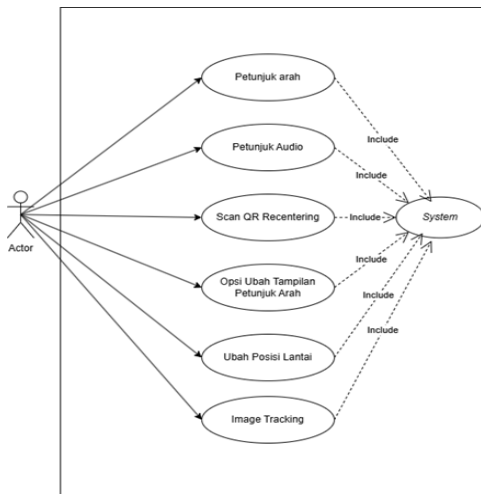 Petunjuk arah
Include
Petunjuk Audio
Include
Scan QR Recentering
Include
System
Actor
Opsi Ubah Tampilan
Petunjuk Arah
Include
Include
Ubah Posisi Lantai
Include
Image Tracking